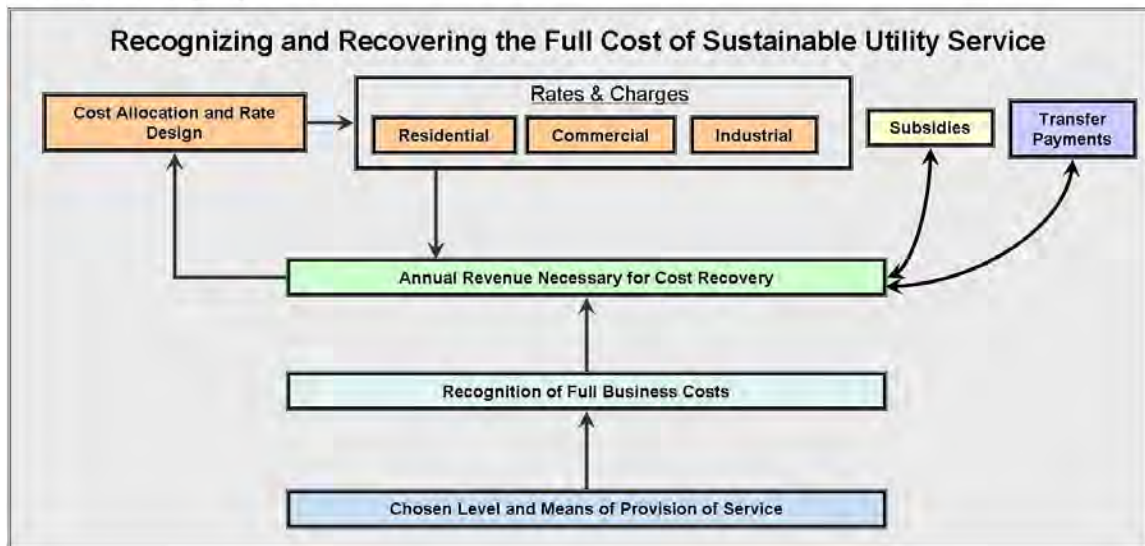 Recognizing and Recovering the Full Cost of Sustainable Utility Service
Cost Allocation and Rate
Design
Rates & Charges
Residential
Commercial
Industrial
Subsidies
Transfer
Payments
Annual Revenue Necessary for Cost Recovery
Recognition of Full Business Costs
Chosen Level and Means of Provision of Service